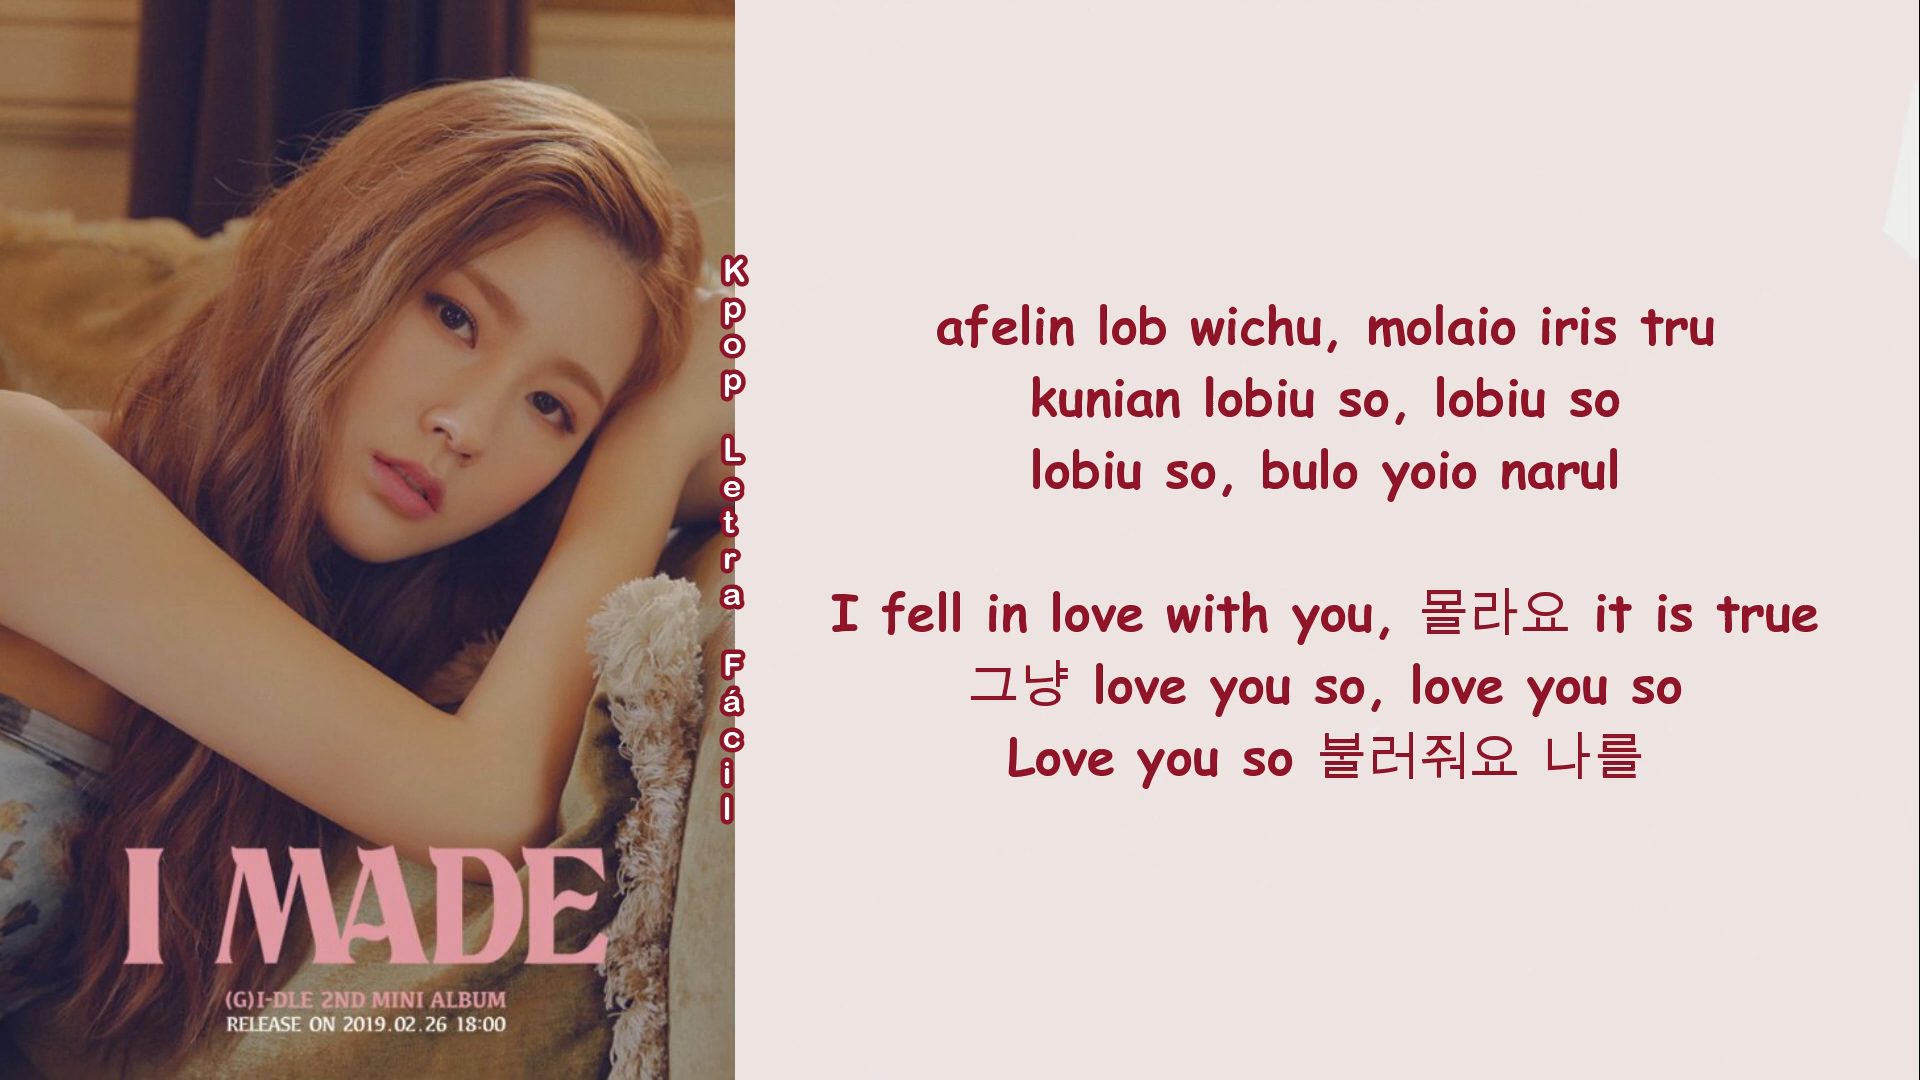 Kpop Letra Fácil
afelin lob wichu, molaio iris tru
kunian lobiu so, lobiu so
lobiu so, bulo yoio narul
I fell in love with you, 몰라요 it is true
그냥 love you so, love you so
Love you so 불러줘요 나를
I MADE
(G)I-DLE 2ND MINI ALBUM
RELEASE ON 2019.02.26 18:00